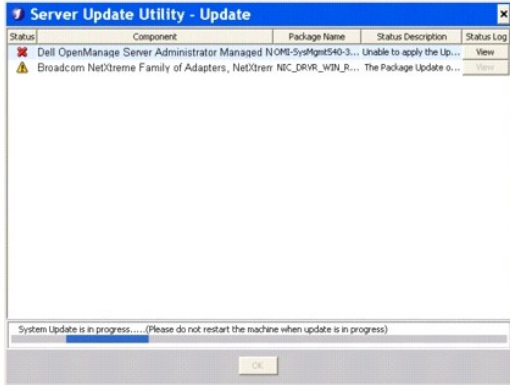 Server Update Utility - Update
Status Component Package Name Status Description Status Log
Dell OpenManage Server Administrator Managed N OMI-SysMgmt540-3... Unable to apply the Up... View
Broadcom NetXtreme Family of Adapters, NetXtrem NIC_DRVR_WIN_R... The Package Update o... View
System Update is in progress.....(Please do not restart the machine when update is in progress)
OK